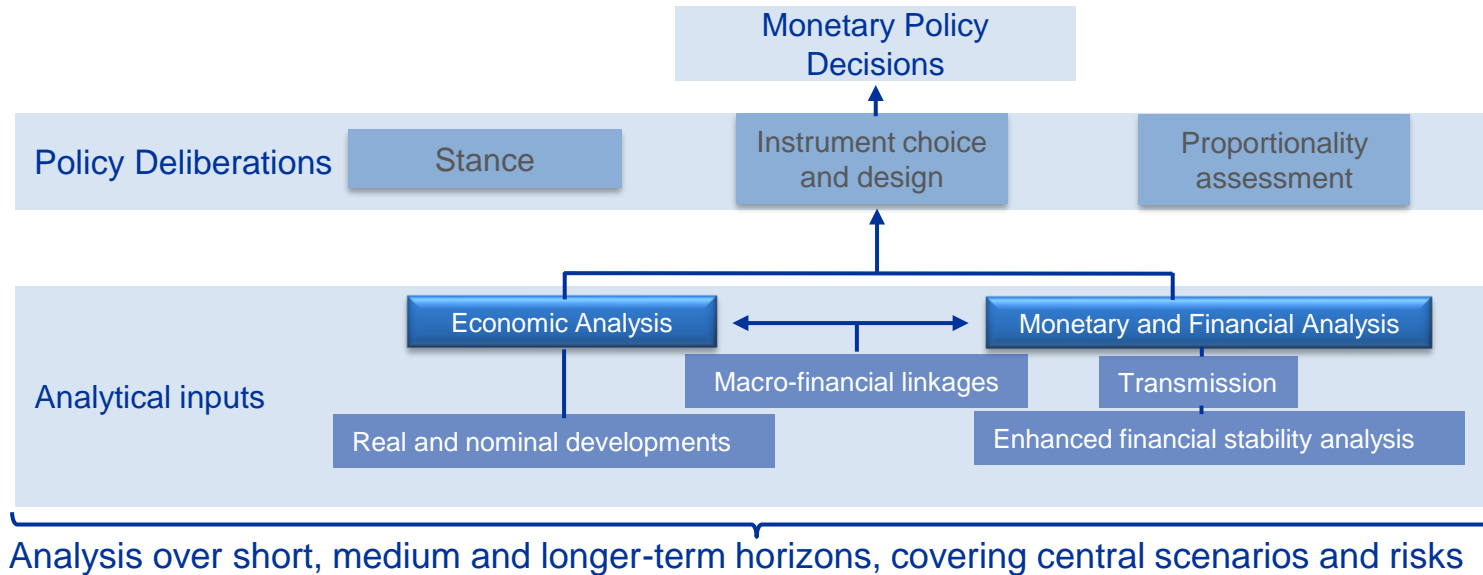 Monetary Policy
Decisions
Policy Deliberations
Stance
Instrument choice
and design
Proportionality
assessment
Analytical inputs
Economic Analysis
Monetary and Financial Analysis
Macro-financial linkages
Transmission
Real and nominal developments
Enhanced financial stability analysis
Analysis over short, medium and longer-term horizons, covering central scenarios and risks